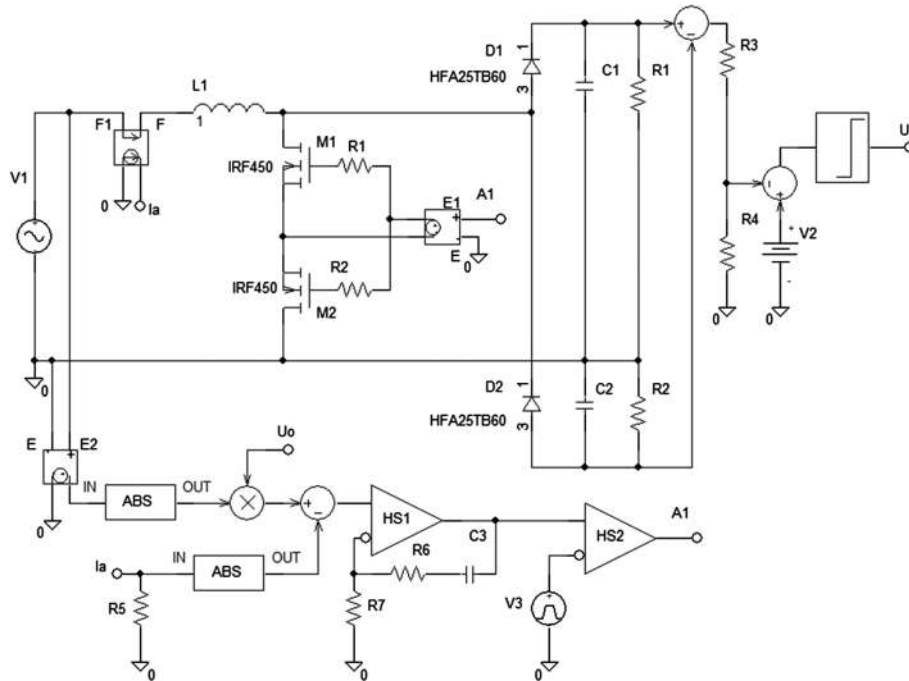 D1
1
HFA25TB60
3
C1
R1
+
-
R3
L1
1
F1
F
0
Ia
V1
M1
R1
IRF450
E1
A1
+
-
E
0
R2
IRF450
M2
U
-
+
R4
V2
+
-
0
0
0
D2
1
HFA25TB60
3
C2
R2
E
E2
-
+
0
IN
ABS
OUT
Uo
+
-
HS1
C3
R6
R7
0
HS2
A1
V3
+
0
Ia
IN
ABS
OUT
R5
0